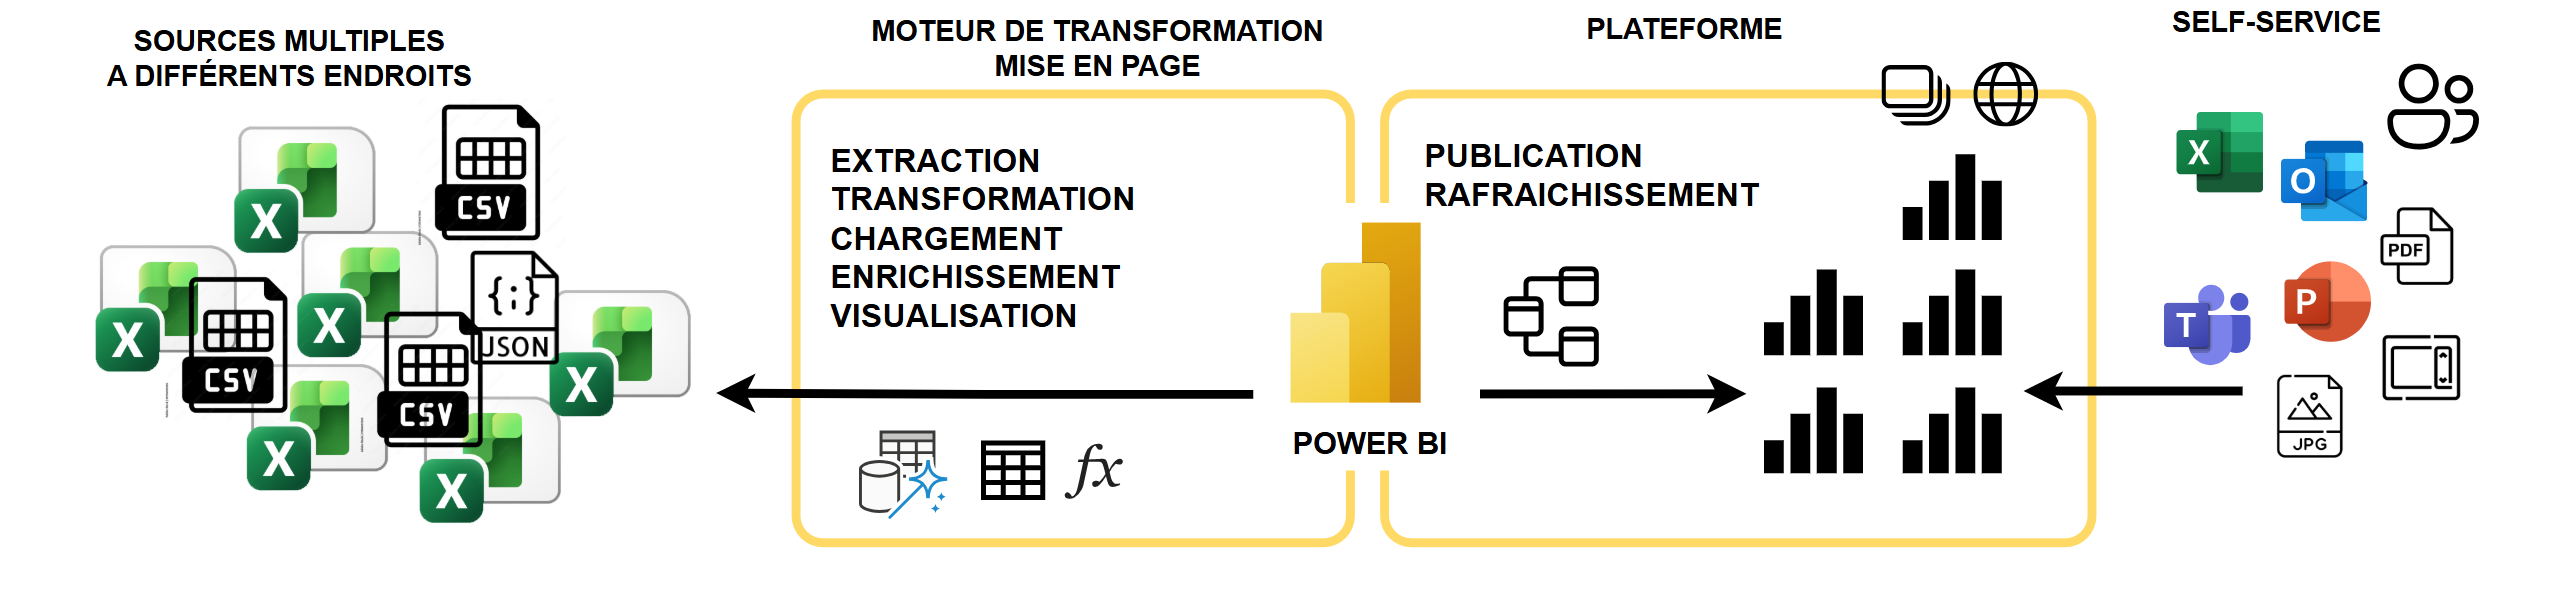 SOURCES MULTIPLES
A DIFFÉRENTS ENDROITS
MOTEUR DE TRANSFORMATION
MISE EN PAGE
PLATEFORME
SELF-SERVICE
EXTRACTION
TRANSFORMATION
CHARGEMENT
ENRICHISSEMENT
VISUALISATION
PUBLICATION
RAFRAICHISSEMENT
POWER BI
CSV
X
{;}
JSON
X
CSV
X
CSV
X
X
X
fx
X
O
PDF
T
P
JPG